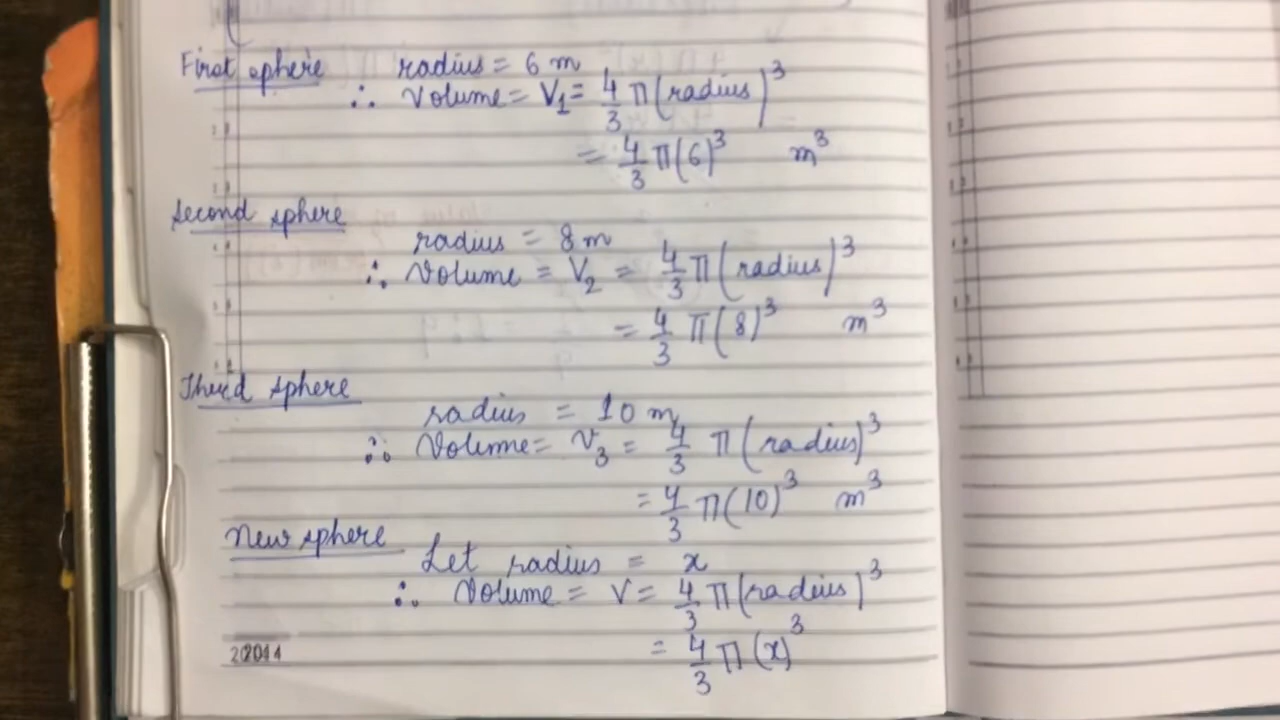 First sphere radius = 6 m
∴ Volume = V₁ = 4/3 π(radius)³
= 4/3 π(6)³ m³
Second sphere
radius = 8 m
∴ Volume = V₂ = 4/3 π(radius)³
= 4/3 π(8)³ m³
Third sphere
radius = 10 m
∴ Volume = V₃ = 4/3 π(radius)³
= 4/3 π(10)³ m³
New sphere
Let radius = x
∴ Volume = V = 4/3 π(radius)³
= 4/3 π(x)³